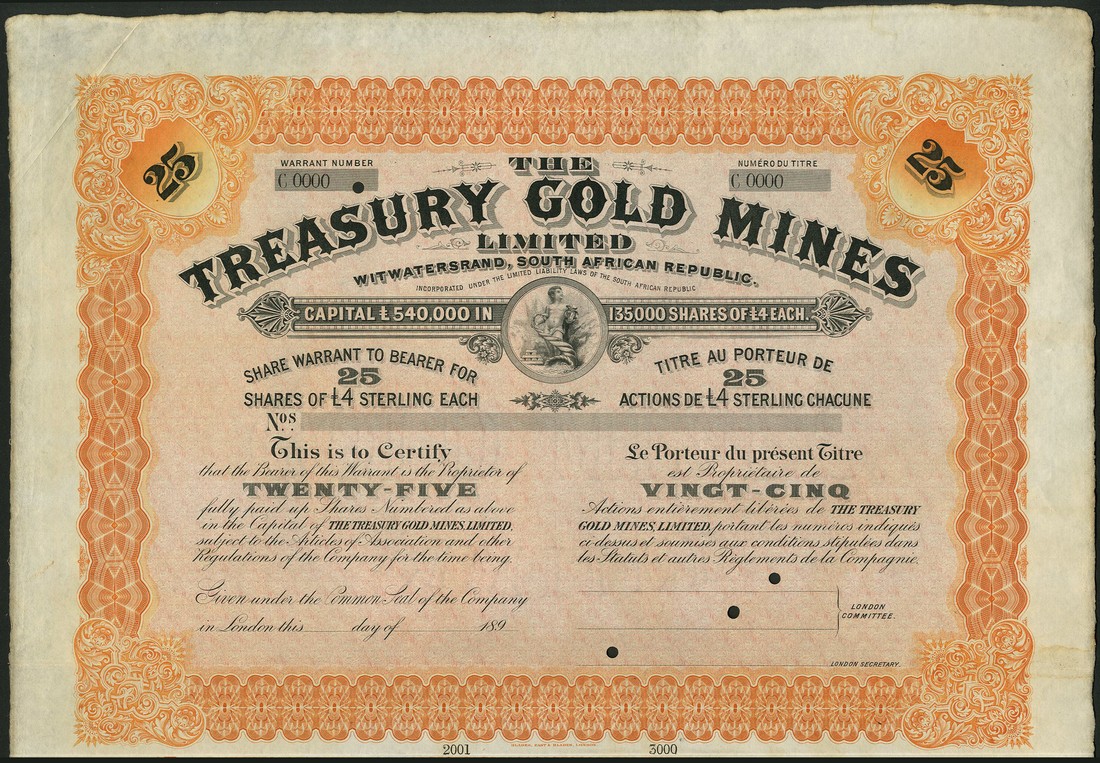 25
25
WARRANT NUMBER
C 0000
NUMÉRO DU TITRE
C 0000
THE
TREASURY GOLD MINES
LIMITED
WITWATERSRAND, SOUTH AFRICAN REPUBLIC.
INCORPORATED UNDER THE LIMITED LIABILITY LAWS OF THE SOUTH AFRICAN REPUBLIC
CAPITAL £540,000 IN 135,000 SHARES OF £4 EACH.
SHARE WARRANT TO BEARER FOR
25
SHARES OF £4 STERLING EACH
TITRE AU PORTEUR DE
25
ACTIONS DE £4 STERLING CHACUNE
Nos
This is to Certify
that the Bearer of this Warrant is the Proprietor of
TWENTY-FIVE
fully paid up Shares Numbered as above
in the Capital of THE TREASURY GOLD MINES, LIMITED,
subject to the Articles of Association and other
Regulations of the Company for the time being.
Given under the Common Seal of the Company
in London this day of 189
Le Porteur du présent Titre
est Propriétaire de
VINGT-CINQ
Actions entièrement libérées de THE TREASURY
GOLD MINES, LIMITED, portant les numéros indiqués
ci-dessus et soumises aux conditions stipulées dans
les Statuts et autres Règlements de la Compagnie.
LONDON
COMMITTEE.
LONDON SECRETARY.
2001
3000